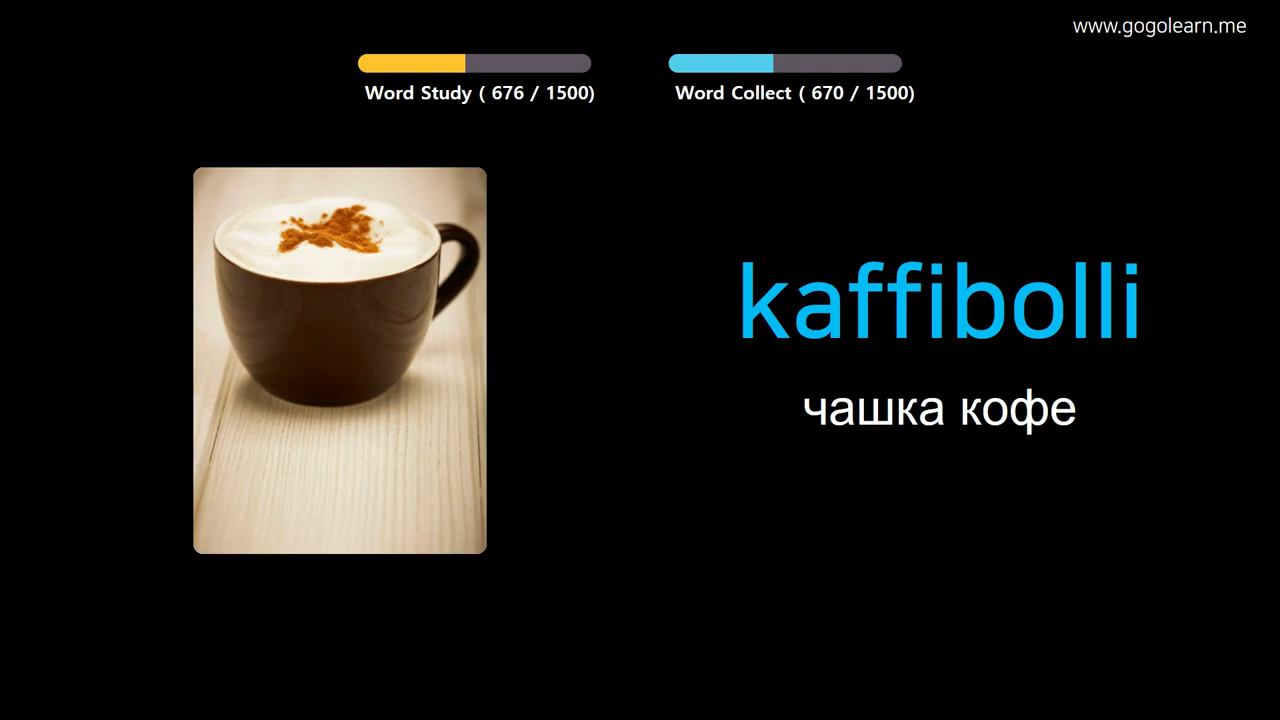 www.gogolearn.me
Word Study ( 676 / 1500)
Word Collect ( 670 / 1500)
kaffibolli
чашка кофе